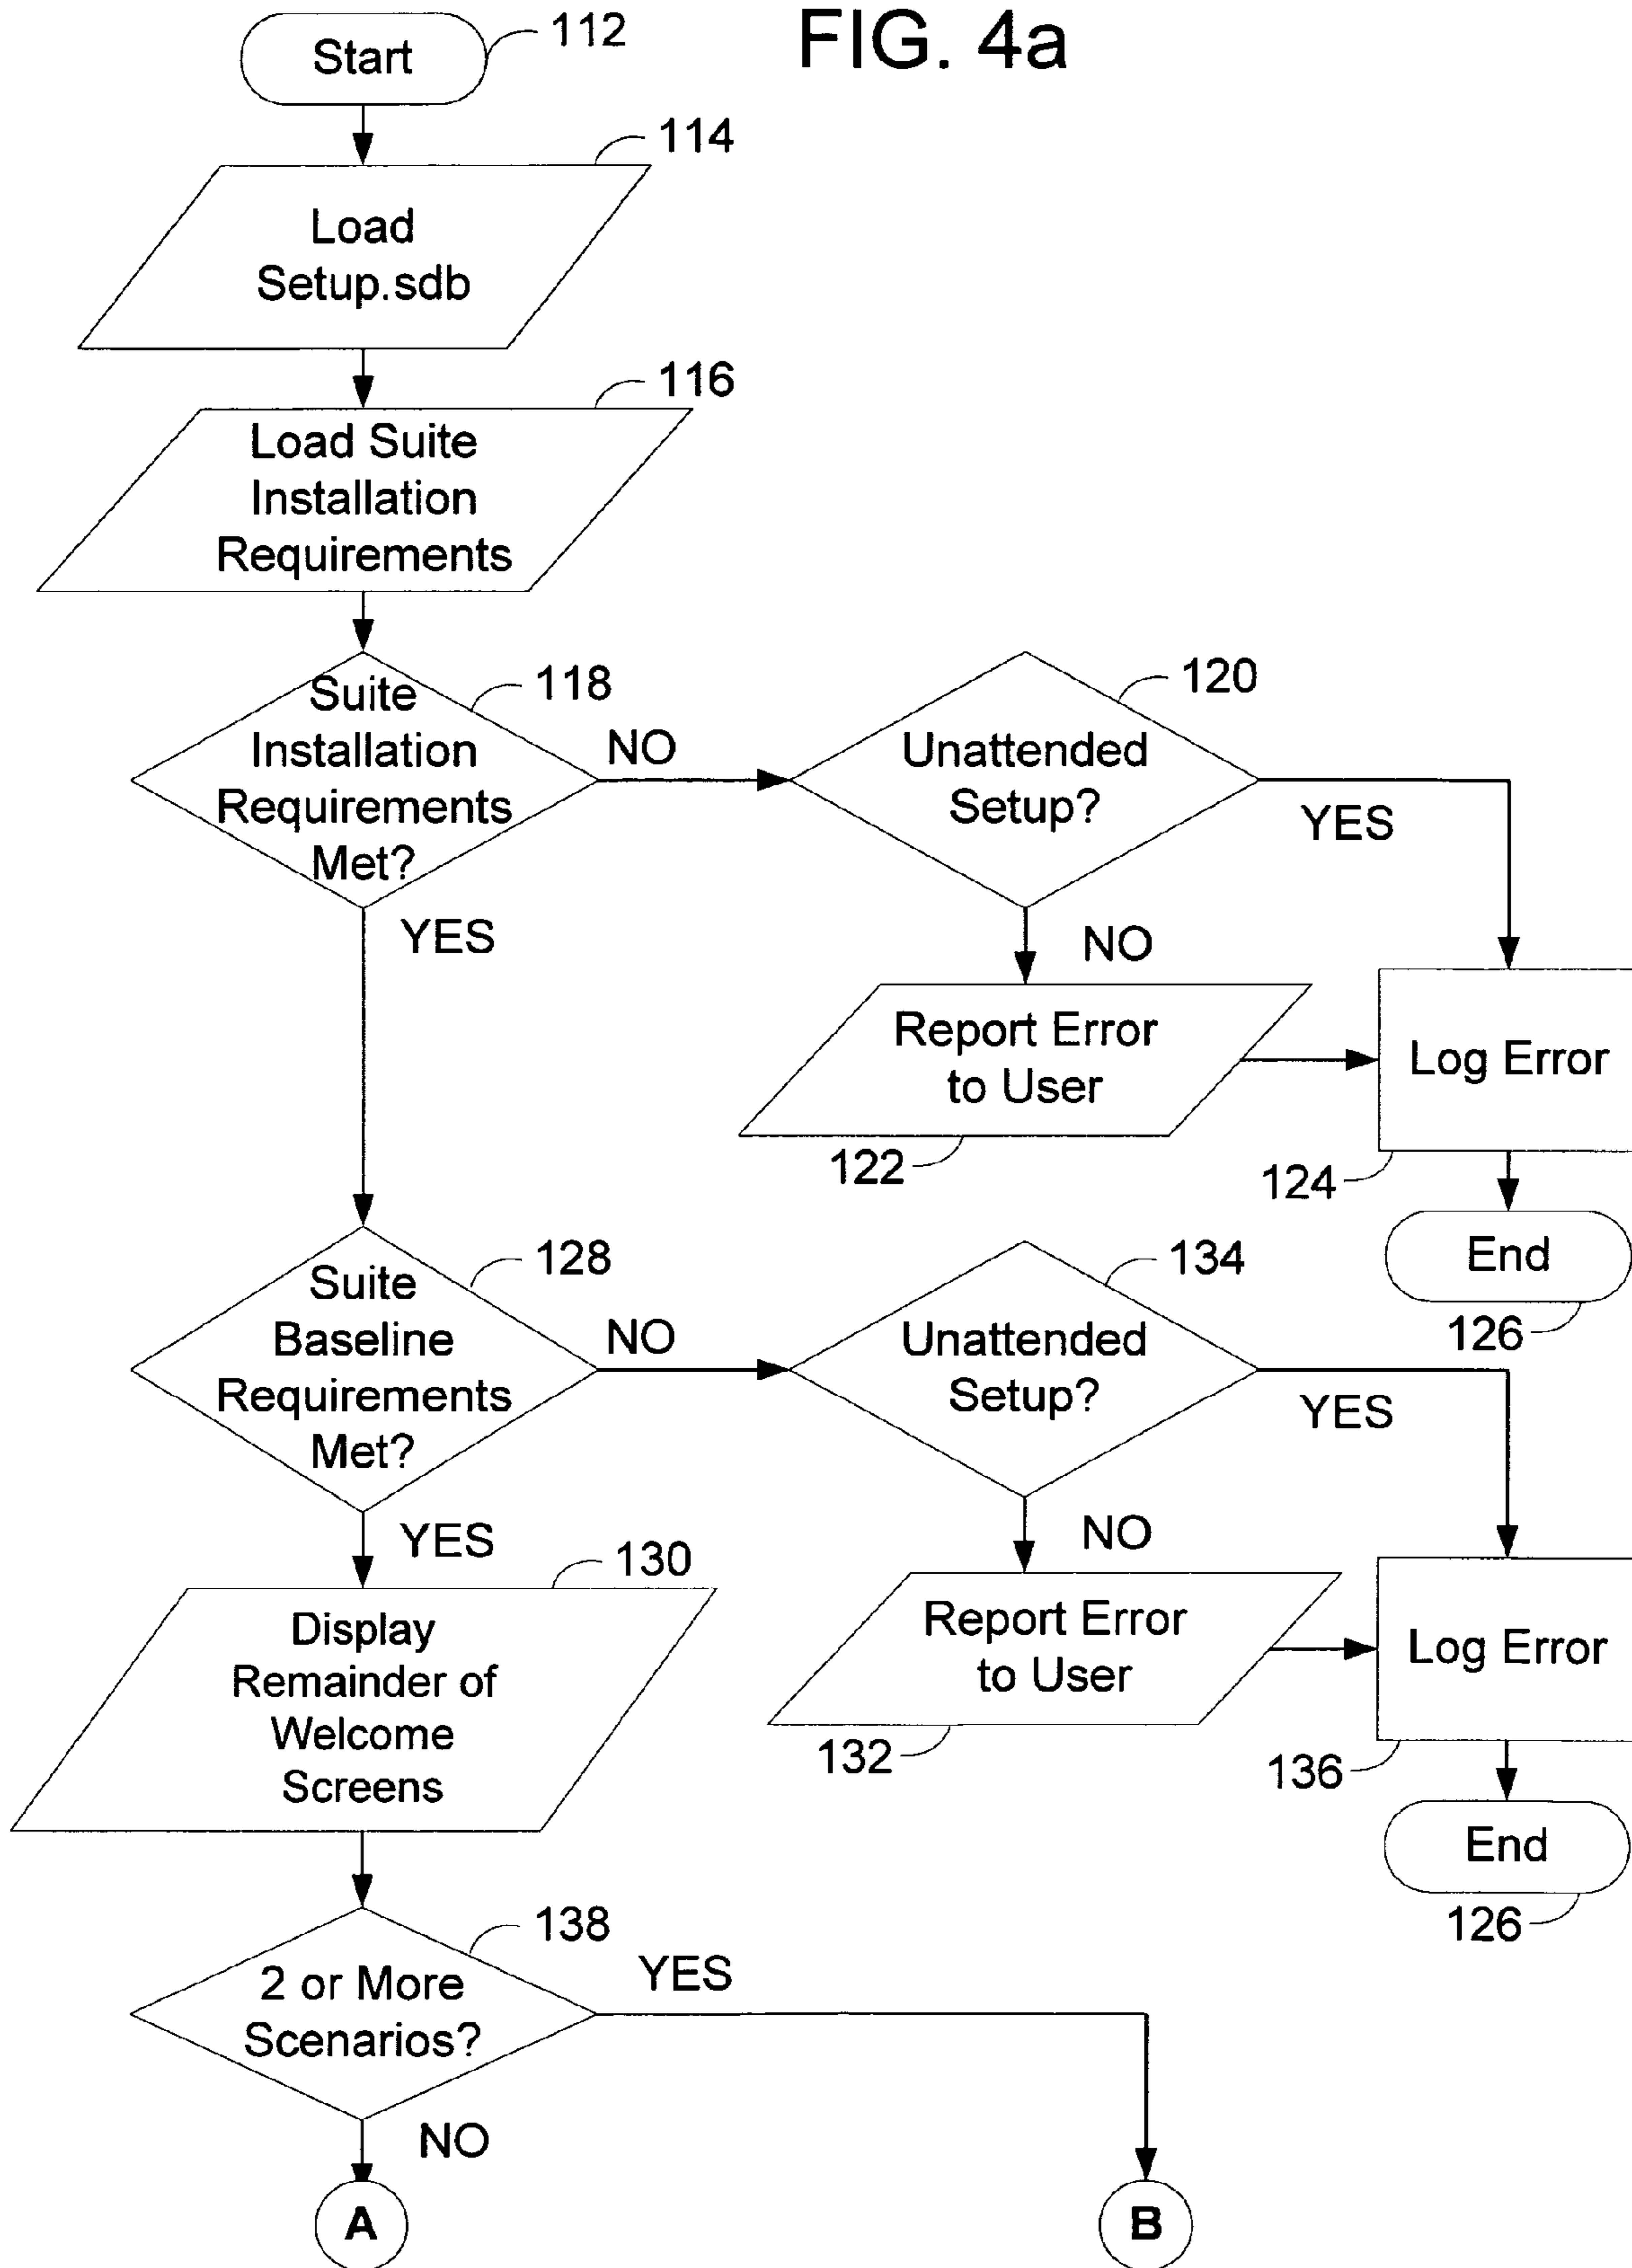 FIG. 4a
Start
112
114
Load
Setup.sdb
116
Load Suite
Installation
Requirements
118
Suite
Installation
Requirements
Met?
NO
YES
120
Unattended
Setup?
YES
NO
Report Error
to User
122
Log Error
124
End
126
128
Suite
Baseline
Requirements
Met?
NO
YES
134
Unattended
Setup?
YES
NO
Report Error
to User
132
Log Error
136
End
126
130
Display
Remainder of
Welcome
Screens
138
2 or More
Scenarios?
YES
NO
A
B